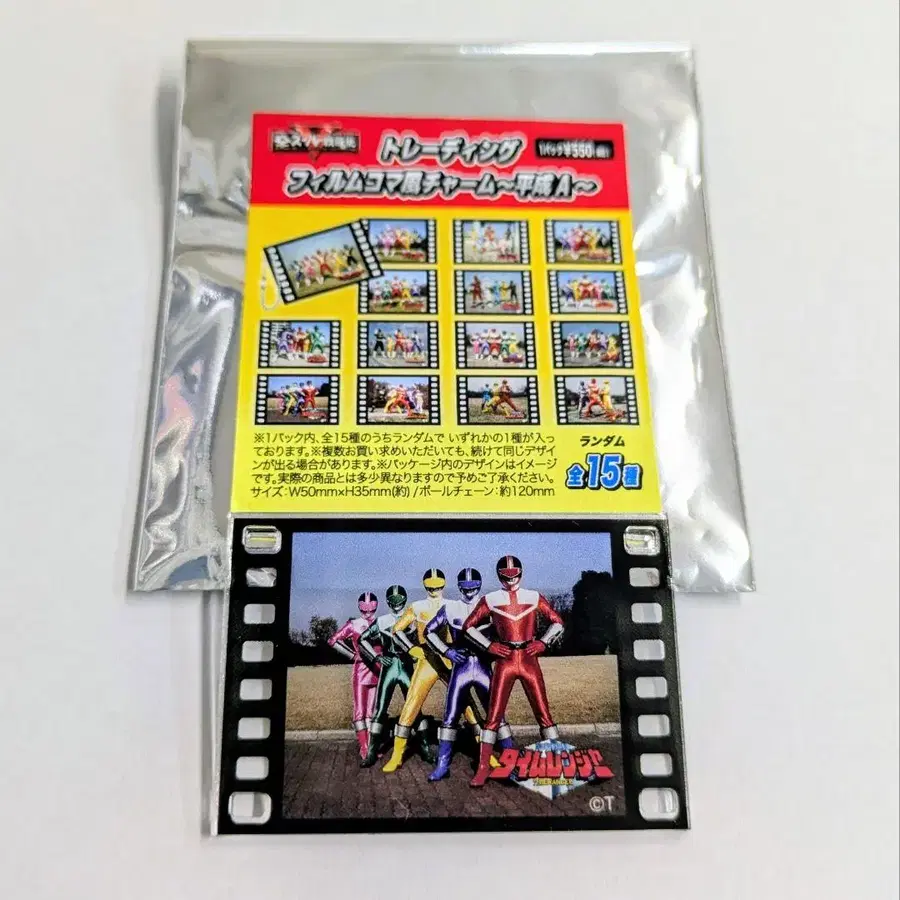 トレーディング
1パック¥550(税込)
フィルムコマ風チャーム〜平成A〜
※1パック内、全15種のうちランダムで いずれかの1種が入っ
ております。※複数お買い求めいただいても、続けて同じデザイ
ンが出る場合があります。※パッケージ内のデザインはイメージ
です。実際の商品とは多少異なりますので予めご了承ください。
サイズ:W50mm×H35mm(約) /ボールチェーン:約120mm
ランダム
全15種
タイムレンジャー
©T